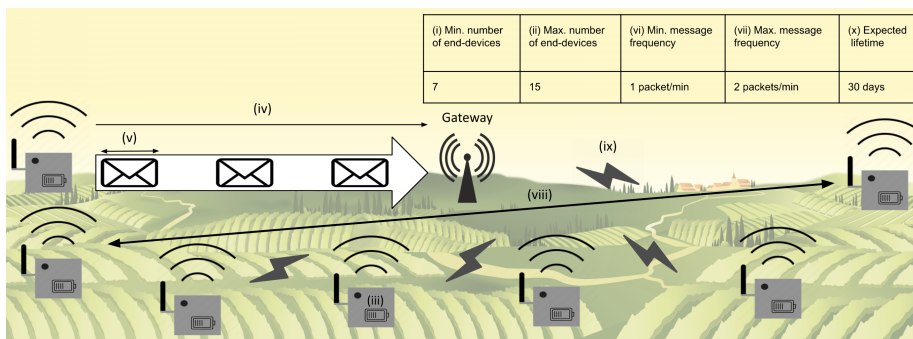 (i) Min. number
of end-devices
(ii) Max. number
of end-devices
(vi) Min. message
frequency
(vii) Max. message
frequency
(x) Expected
lifetime
7
15
1 packet/min
2 packets/min
30 days
(iv)
(v)
Gateway
(ix)
(viii)
(iii)